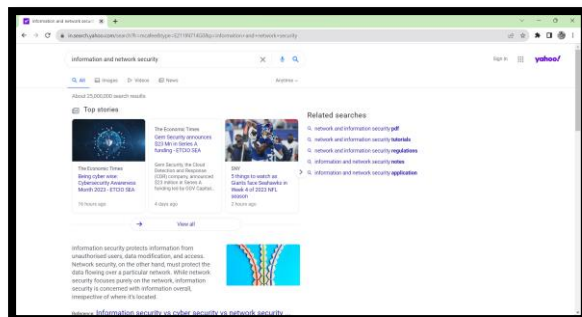 information and network secu
in.search.yahoo.com/search?fr=mcafee&type=E211IN714G0&p=information+and+network+security
information and network security
Sign in
yahoo!
All Images Videos News
Anytime
About 25,000,000 search results
Top stories
The Economic Times
Being cyber wise: Cybersecurity Awareness Month 2023 - ETCIO SEA
16 hours ago
The Economic Times
Gem Security announces $23 Mn in Series A funding - ETCIO SEA
Gem Security, the Cloud Detection and Response (CDR) company, announced $23 million in Series A funding led by GGV Capital,
4 days ago
SNY
5 things to watch as Giants face Seahawks in Week 4 of 2023 NFL season
2 hours ago
View all
Information security protects information from
unauthorised users, data modification, and access.
Network security, on the other hand, must protect the
data flowing over a particular network. While network
security focuses purely on the network, information
security is concerned with information overall,
irrespective of where it's located.
Reference: Information security vs cyber security vs network security ...
Related searches
network and information security pdf
network and information security tutorials
network and information security regulations
information and network security notes
information and network security application